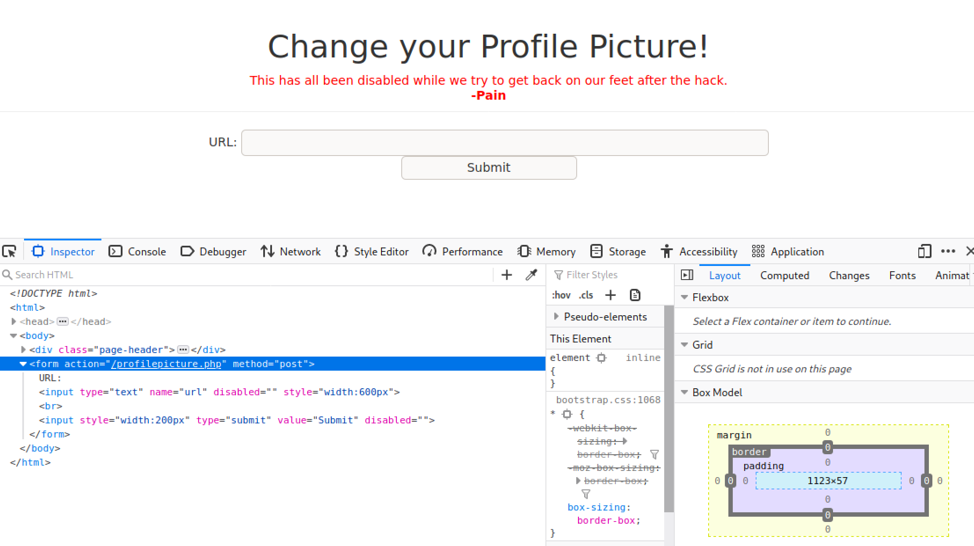 Change your Profile Picture!
This has all been disabled while we try to get back on our feet after the hack.
-Pain
URL:
Submit
Inspector Console Debugger Network Style Editor Performance Memory Storage Accessibility Application
Search HTML
<!DOCTYPE html>
<html>
<head> ... </head>
<body>
<div class="page-header"> ... </div>
<form action="/profilepicture.php" method="post">
URL:
<input type="text" name="url" disabled="" style="width:600px">
<br>
<input style="width:200px" type="submit" value="Submit" disabled="">
</form>
</body>
</html>
Filter Styles
:hov .cls
Pseudo-elements
This Element
element inline
{
}
bootstrap.css:1068
* {
-webkit-box-
sizing:
border-box;
-moz-box-sizing:
border-box;
box-sizing:
border-box;
}
Layout Computed Changes Fonts Animat
Flexbox
Select a Flex container or item to continue.
Grid
CSS Grid is not in use on this page
Box Model
margin 0
border 0
padding 0
0 0 0 1123×57 0 0 0
0
0
0